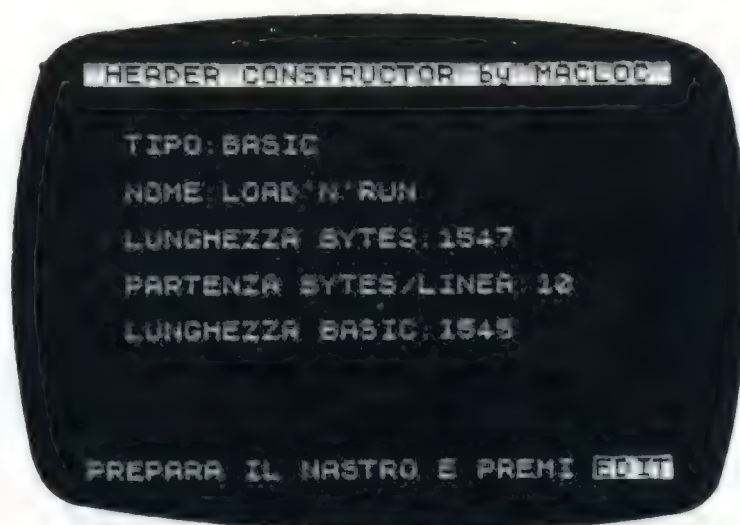 HEADER CONSTRUCTOR by MACLOC
TIPO:BASIC
NOME:LOAD'N'RUN
LUNGHEZZA BYTES:1547
PARTENZA BYTES/LINEA:10
LUNGHEZZA BASIC:1545
PREPARA IL NASTRO E PREMI EDIT